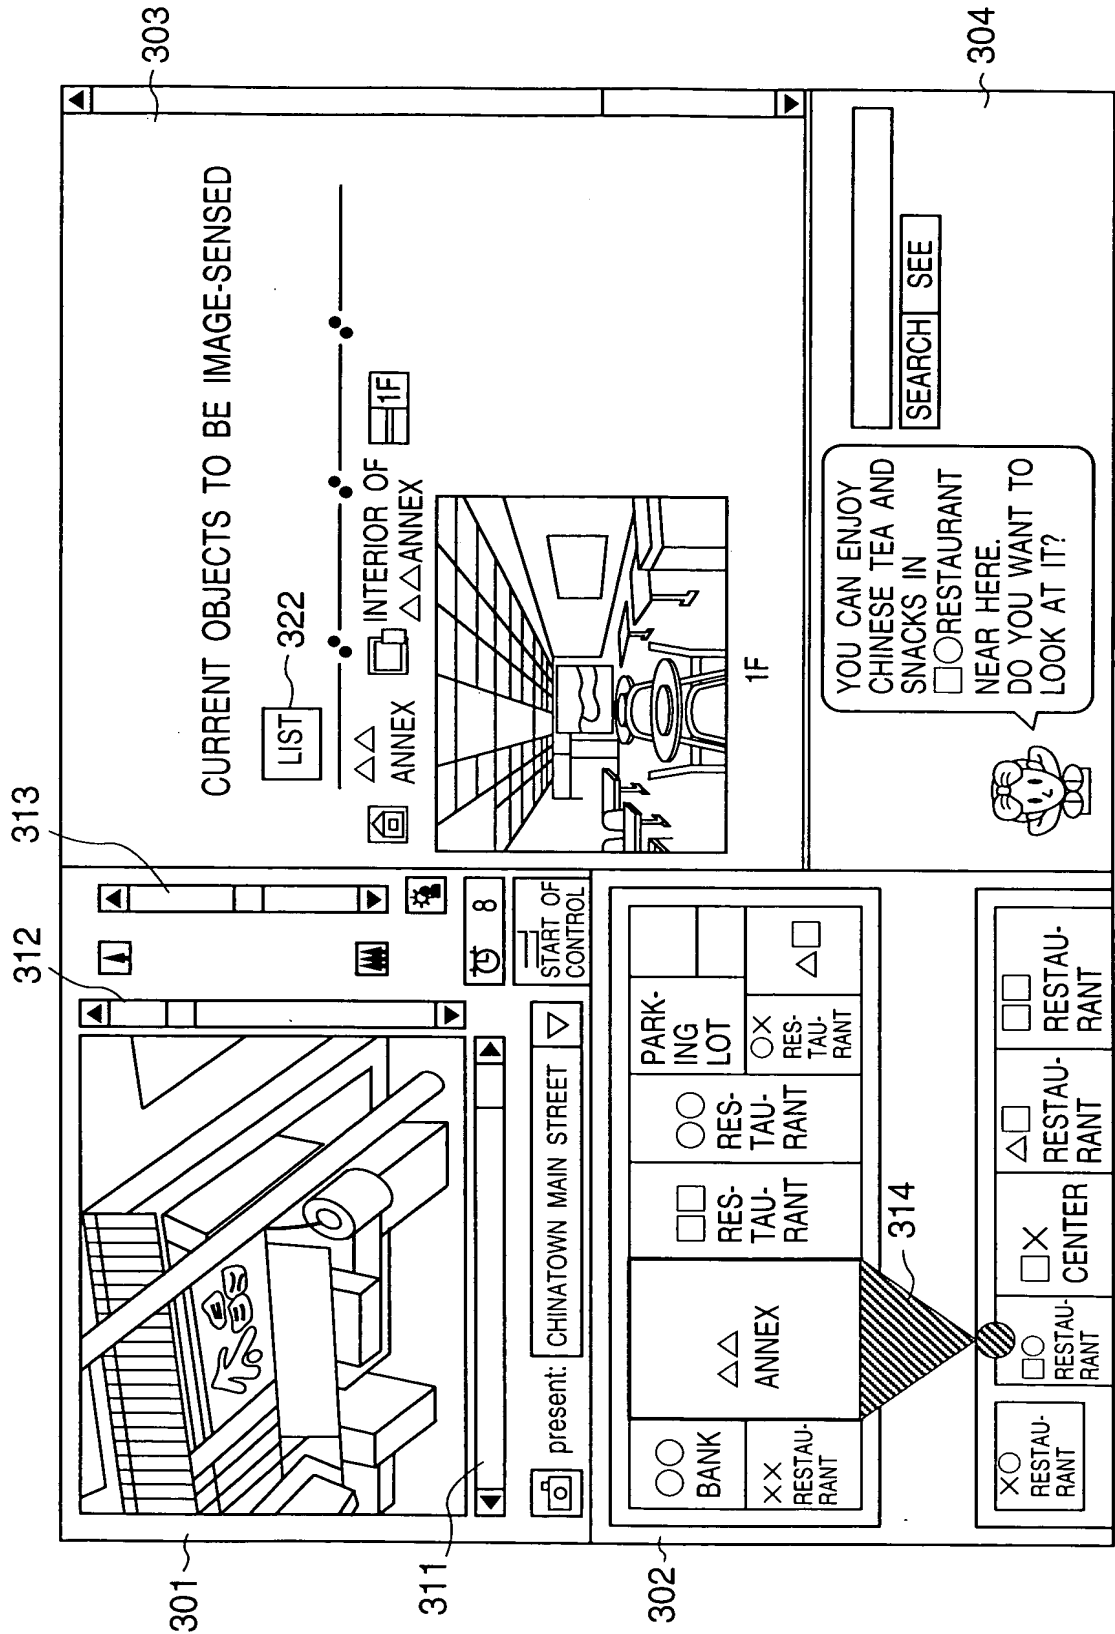 301
311
312
313
present:
CHINATOWN MAIN STREET
▽
8
START OF
CONTROL
303
CURRENT OBJECTS TO BE IMAGE-SENSED
LIST
322
△△
ANNEX
INTERIOR OF
△△ANNEX
1F
1F
302
○○
BANK
××
RESTAU-
RANT
△△
ANNEX
□□
RES-
TAU-
RANT
○○
RES-
TAU-
RANT
PARK-
ING
LOT
○×
RES-
TAU-
RANT
△□
314
×○
RESTAU-
RANT
□○
RESTAU-
RANT
□×
CENTER
△□
RESTAU-
RANT
□□
RESTAU-
RANT
304
YOU CAN ENJOY
CHINESE TEA AND
SNACKS IN
□○RESTAURANT
NEAR HERE.
DO YOU WANT TO
LOOK AT IT?
SEARCH
SEE